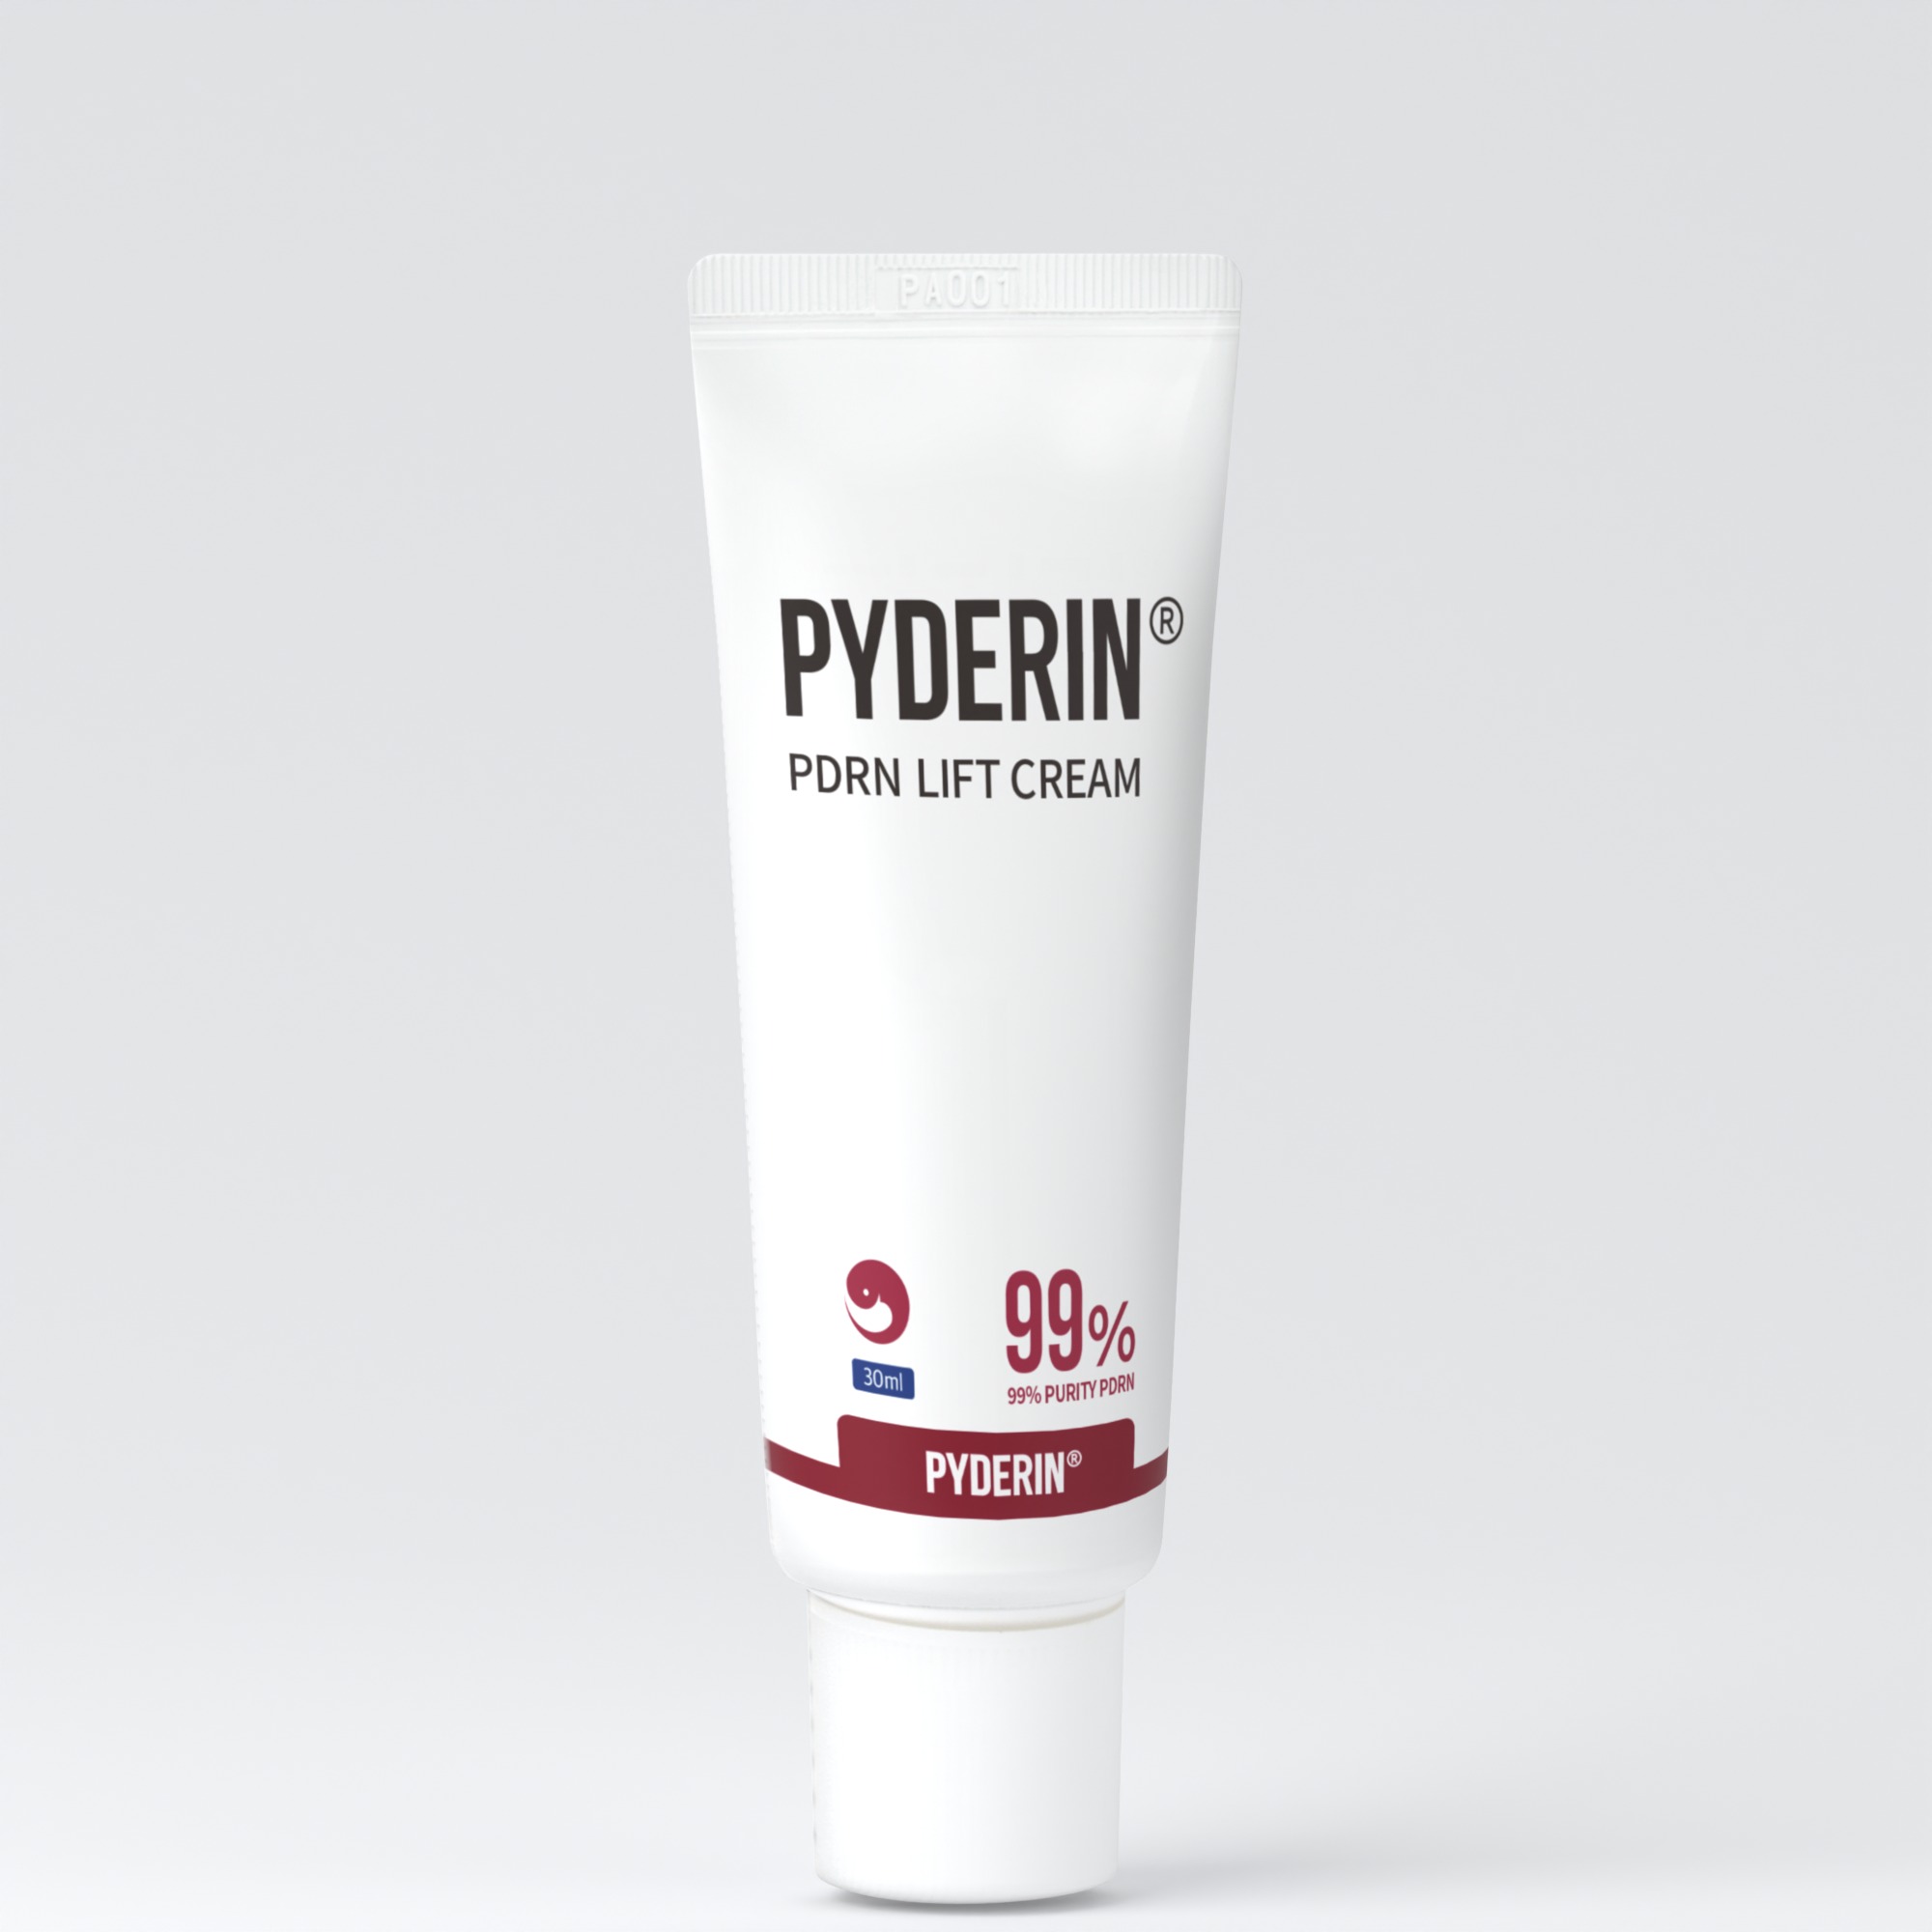 PA001
PYDERIN®
PDRN LIFT CREAM
99%
30ml
99% PURITY PDRN
PYDERIN®